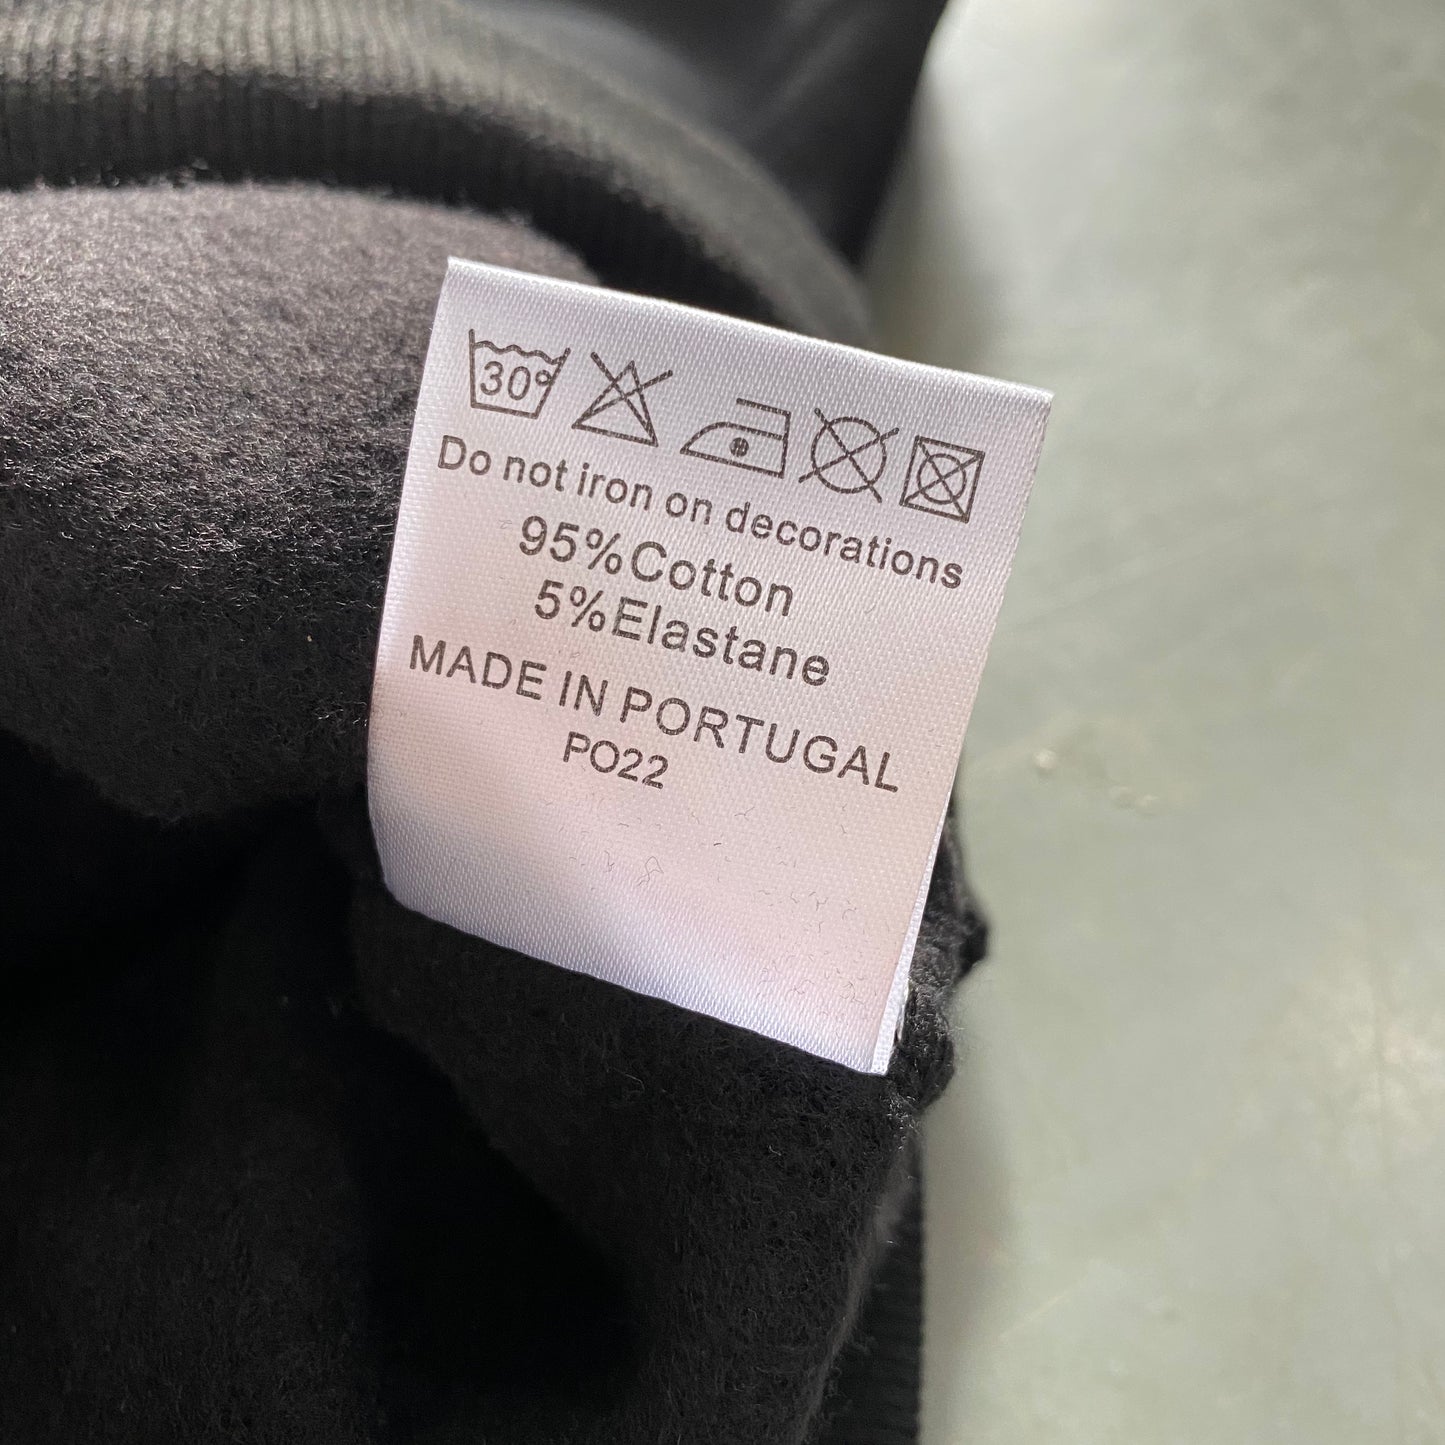 30°
Do not iron on decorations
95%Cotton
5%Elastane
MADE IN PORTUGAL
PO22